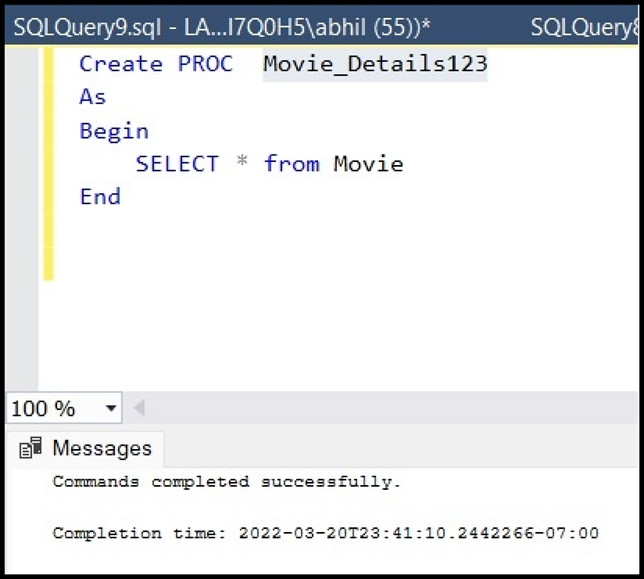 SQLQuery9.sql - LA...I7Q0H5\abhil (55))* SQLQuery8
Create PROC  Movie_Details123
As
Begin
    SELECT * from Movie
End
100 %
Messages
Commands completed successfully.
Completion time: 2022-03-20T23:41:10.2442266-07:00